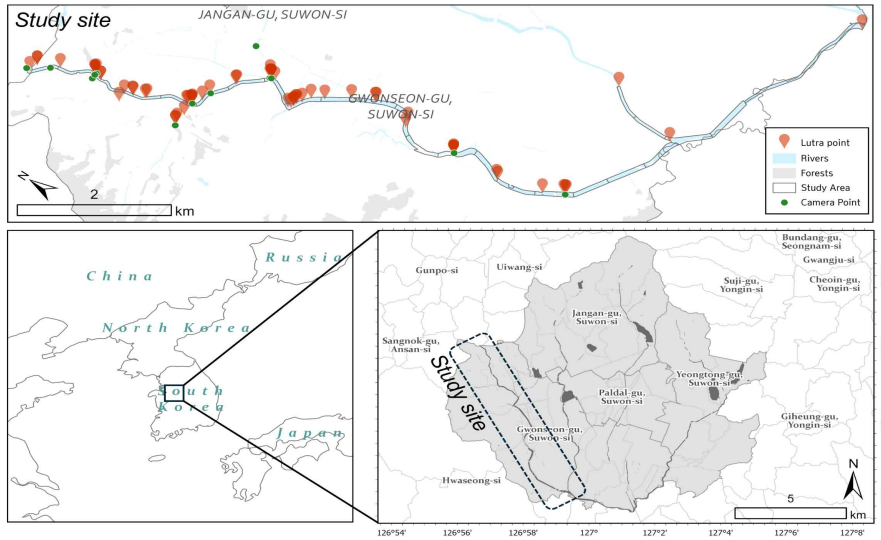 Study site
JANGAN-GU, SUWON-SI
GWONSEON-GU,
SUWON-SI
N
2
km
Lutra point
Rivers
Forests
Study Area
Camera Point
Russia
China
North Korea
South
Korea
Japan
Bundang-gu,
Seongnam-si
Gwangju-si
Gunpo-si
Uiwang-si
Suji-gu,
Yongin-si
Cheoin-gu,
Yongin-si
Jangan-gu,
Suwon-si
Sangnok-gu,
Ansan-si
Study site
Yeongtong-gu,
Suwon-si
Paldal-gu,
Suwon-si
Giheung-gu,
Yongin-si
Gwonseon-gu,
Suwon-si
Hwaseong-si
N
5
km
126°54' 126°56' 126°58' 127° 127°2' 127°4' 127°6' 127°8'